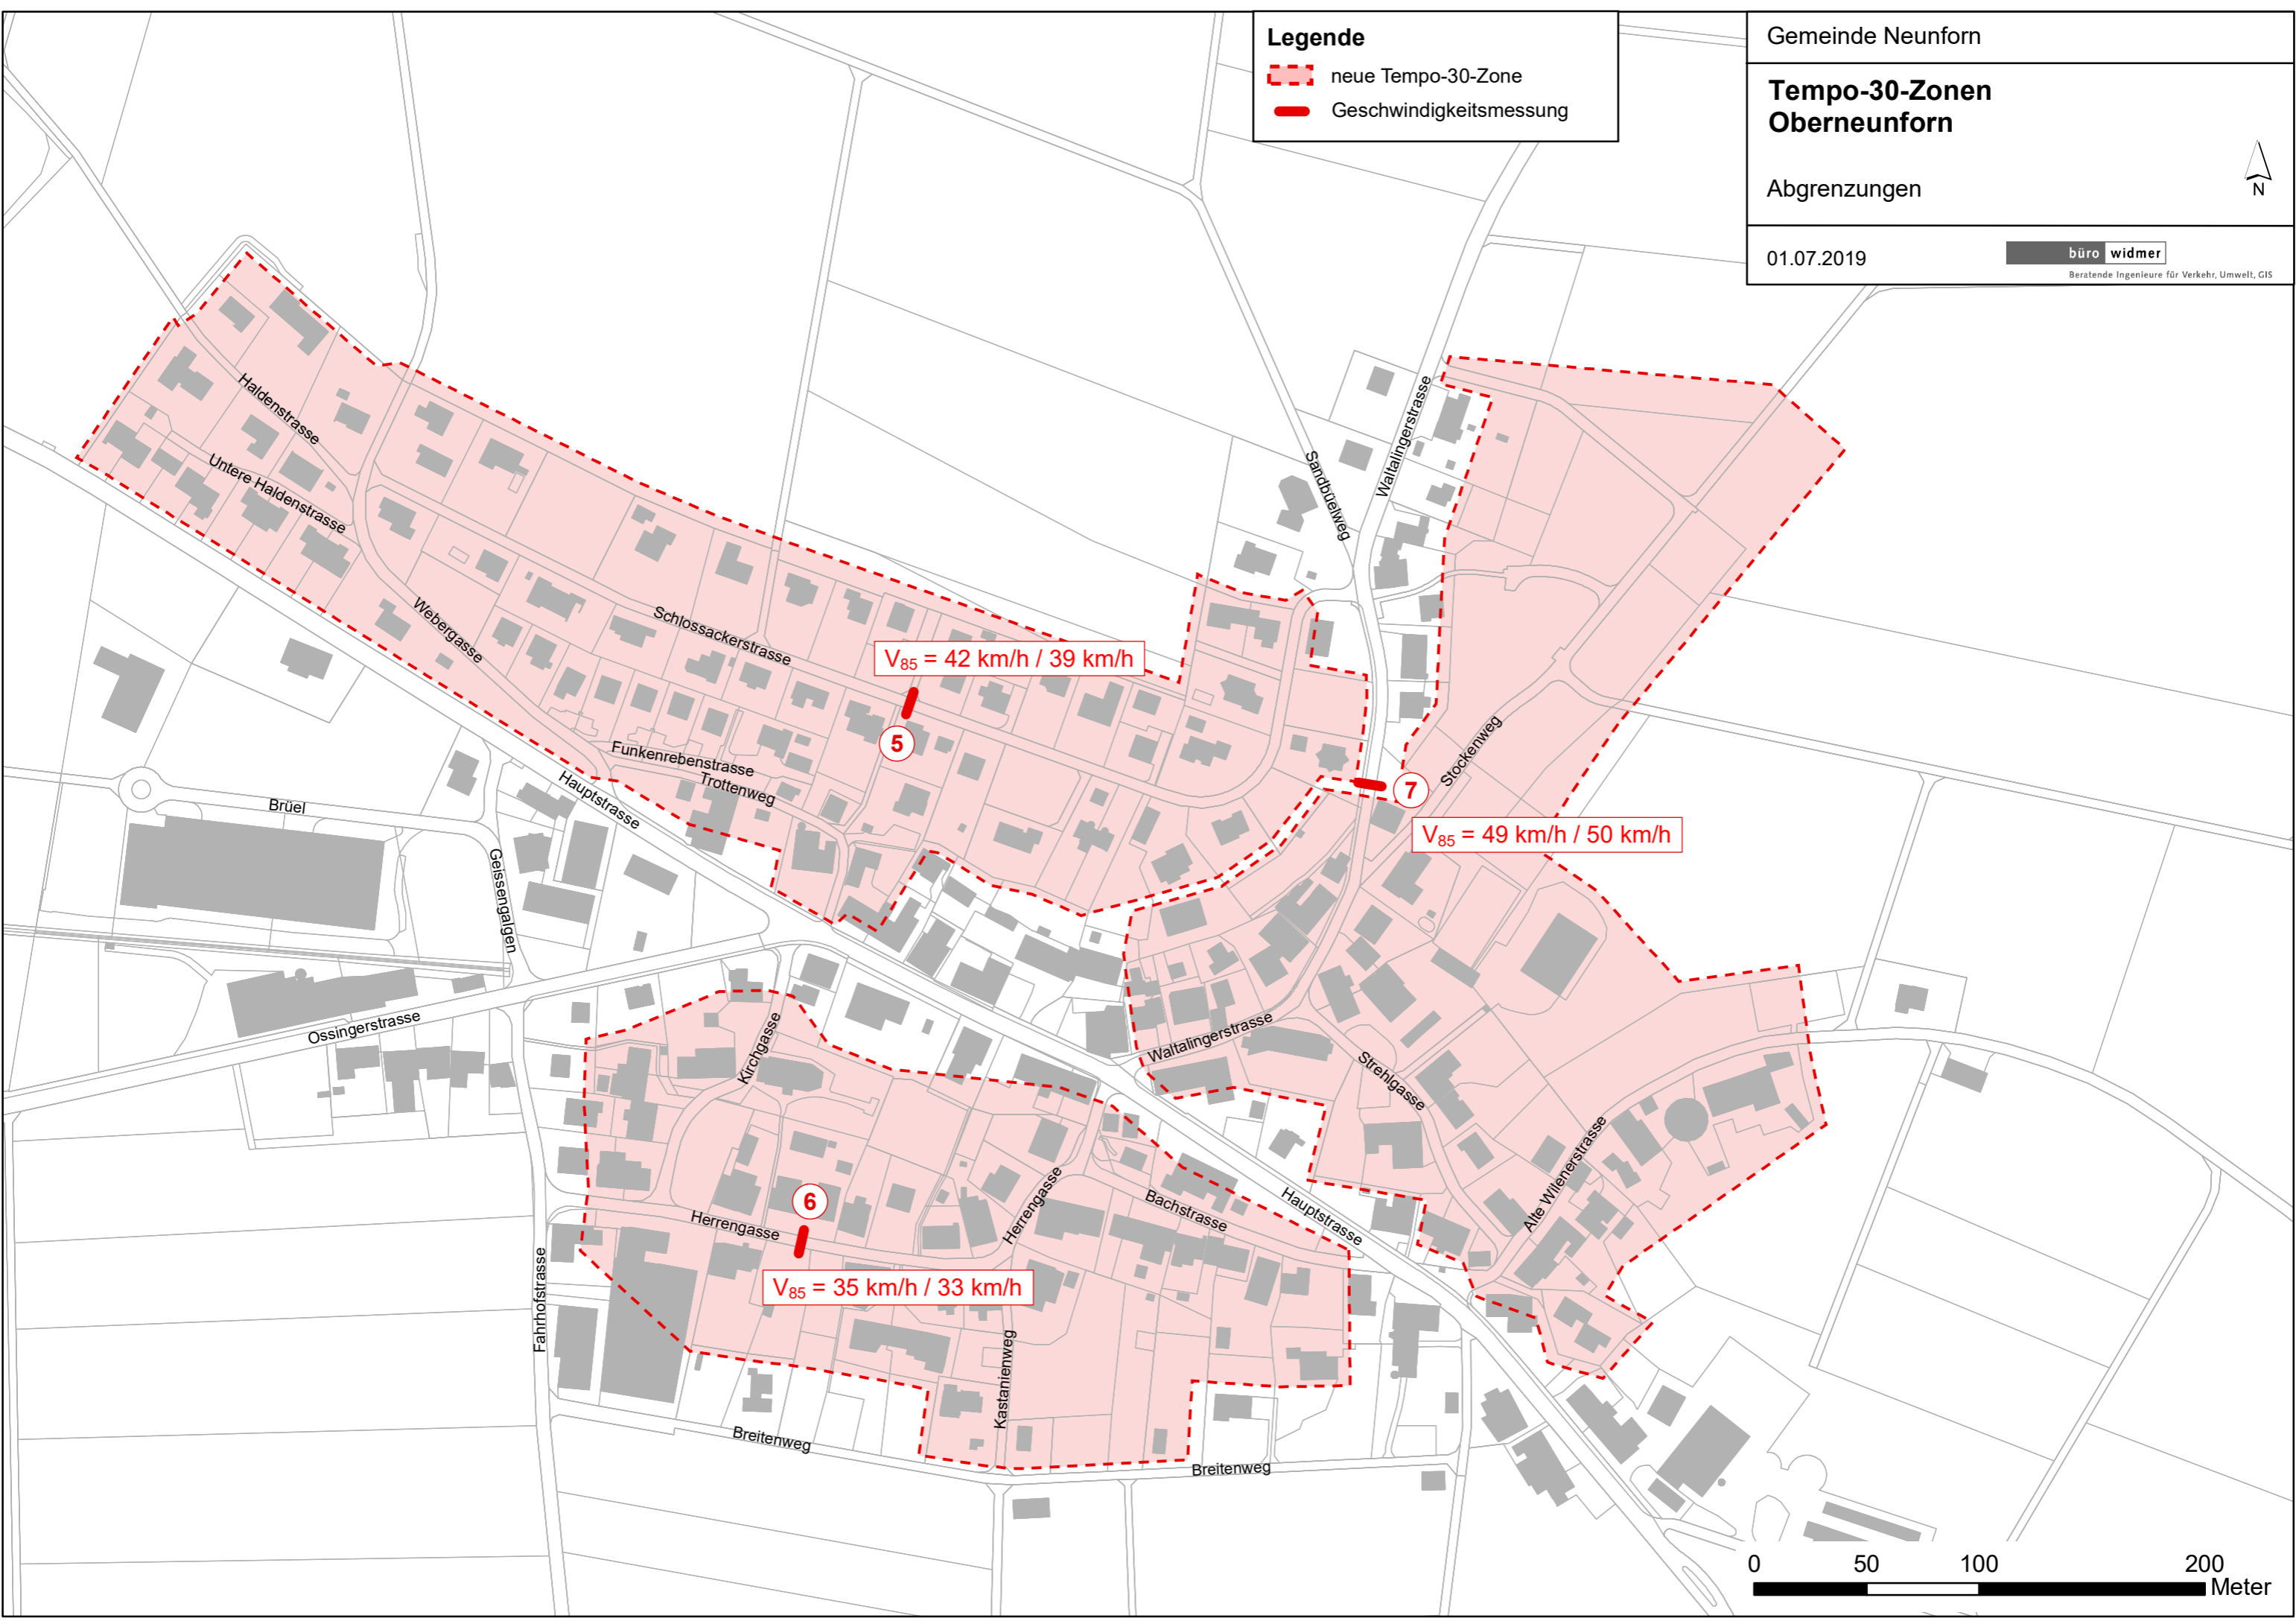 Legende
neue Tempo-30-Zone
Geschwindigkeitsmessung
Gemeinde Neunforn
Tempo-30-Zonen
Oberneunforn
Abgrenzungen
N
01.07.2019
büro widmer
Beratende Ingenieure für Verkehr, Umwelt, GIS
Haldenstrasse
Untere Haldenstrasse
Webergasse
Schlossackerstrasse
Sandbüelweg
Waltalingerstrasse
V85 = 42 km/h / 39 km/h
5
Funkenrebenstrasse
Trottenweg
Hauptstrasse
Stockenweg
7
V85 = 49 km/h / 50 km/h
Brüel
Geissengalgen
Ossingerstrasse
Kirchgasse
Waltalingerstrasse
Strehlgasse
Alte Wilenerstrasse
6
Herrengasse
Herrengasse
Bachstrasse
Hauptstrasse
V85 = 35 km/h / 33 km/h
Fahrhofstrasse
Kastanienweg
Breitenweg
Breitenweg
0 50 100 200
Meter